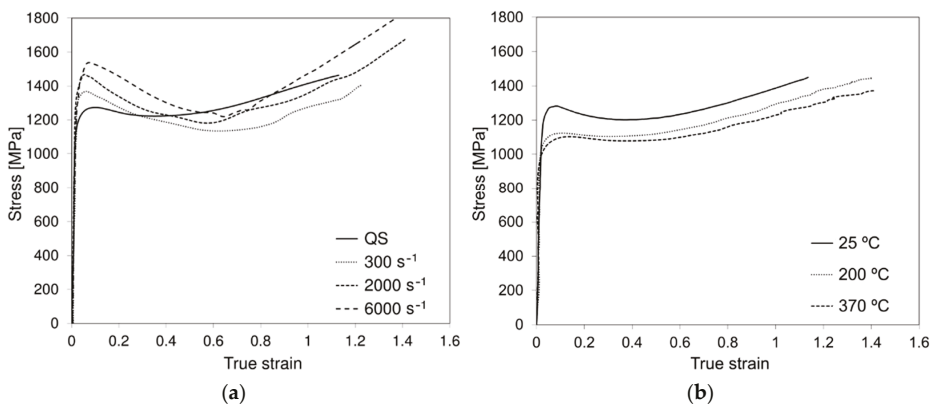 1800
1600
1400
1200
1000
800
600
400
200
0
Stress [MPa]
0 0.2 0.4 0.6 0.8 1 1.2 1.4 1.6
True strain
QS
300 s⁻¹
2000 s⁻¹
6000 s⁻¹
(a)
1800
1600
1400
1200
1000
800
600
400
200
0
Stress [MPa]
0 0.2 0.4 0.6 0.8 1 1.2 1.4 1.6
True strain
25 ºC
200 ºC
370 ºC
(b)